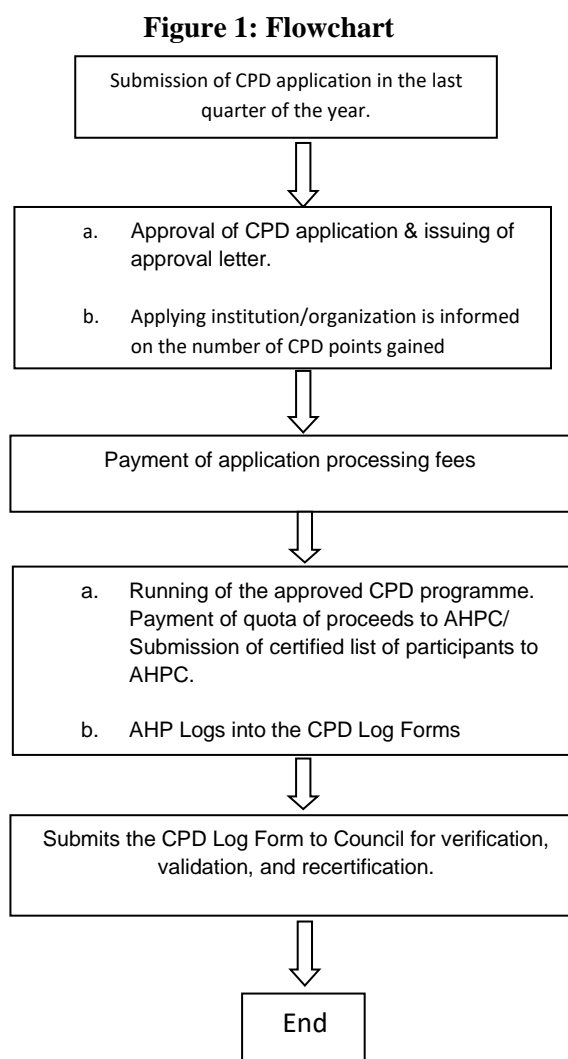 Figure 1: Flowchart
Submission of CPD application in the last
quarter of the year.
a. Approval of CPD application & issuing of
approval letter.
b. Applying institution/organization is informed
on the number of CPD points gained
Payment of application processing fees
a. Running of the approved CPD programme.
Payment of quota of proceeds to AHPC/
Submission of certified list of participants to
AHPC.
b. AHP Logs into the CPD Log Forms
Submits the CPD Log Form to Council for verification,
validation, and recertification.
End